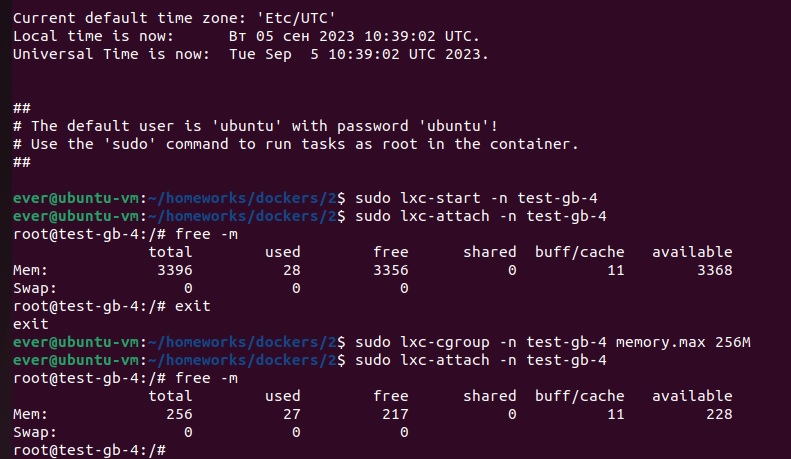 Current default time zone: 'Etc/UTC'
Local time is now:      Вт 05 сен 2023 10:39:02 UTC.
Universal Time is now:  Tue Sep  5 10:39:02 UTC 2023.
##
# The default user is 'ubuntu' with password 'ubuntu'!
# Use the 'sudo' command to run tasks as root in the container.
##
ever@ubuntu-vm:~/homeworks/dockers/2$ sudo lxc-start -n test-gb-4
ever@ubuntu-vm:~/homeworks/dockers/2$ sudo lxc-attach -n test-gb-4
root@test-gb-4:/# free -m
               total        used        free      shared  buff/cache   available
Mem:            3396          28        3356           0          11        3368
Swap:              0           0           0
root@test-gb-4:/# exit
exit
ever@ubuntu-vm:~/homeworks/dockers/2$ sudo lxc-cgroup -n test-gb-4 memory.max 256M
ever@ubuntu-vm:~/homeworks/dockers/2$ sudo lxc-attach -n test-gb-4
root@test-gb-4:/# free -m
               total        used        free      shared  buff/cache   available
Mem:             256          27         217           0          11         228
Swap:              0           0           0
root@test-gb-4:/#